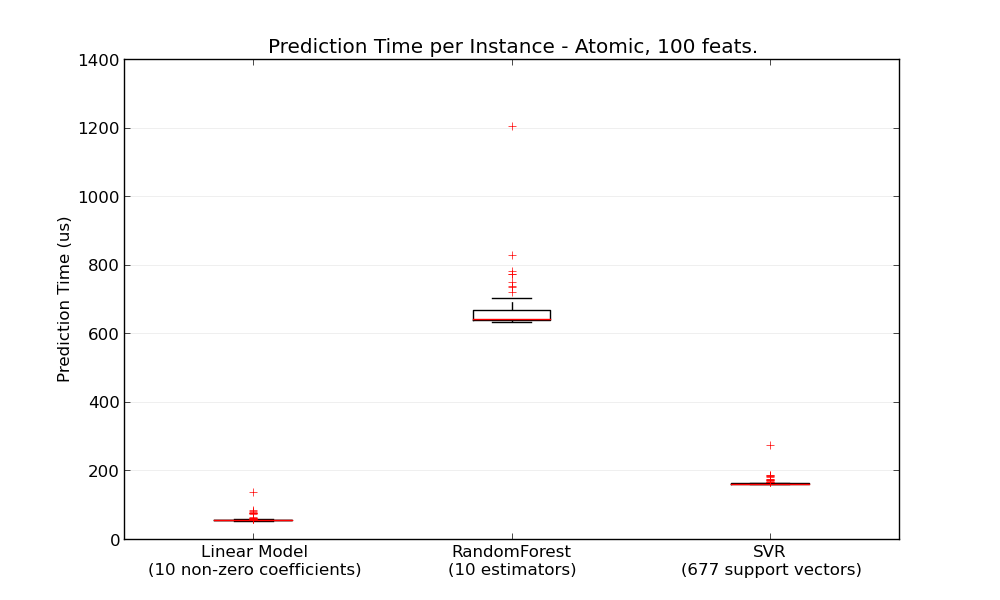 Prediction Time per Instance - Atomic, 100 feats.
1400
1200
1000
800
600
400
200
0
Prediction Time (us)
Linear Model
(10 non-zero coefficients)
RandomForest
(10 estimators)
SVR
(677 support vectors)